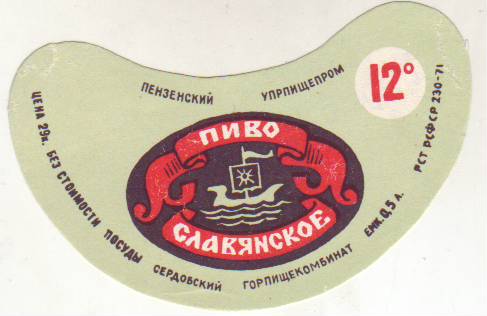 ПЕНЗЕНСКИЙ УПРПИЩЕПРОМ
12°
ЦЕНА 29к. БЕЗ СТОИМОСТИ ПОСУДЫ
ПИВО
СЛАВЯНСКОЕ
СЕРДОВСКИЙ ГОРПИЩЕКОМБИНАТ
ЕМК. 0,5 Л.
РСТ РСФСР 230-71